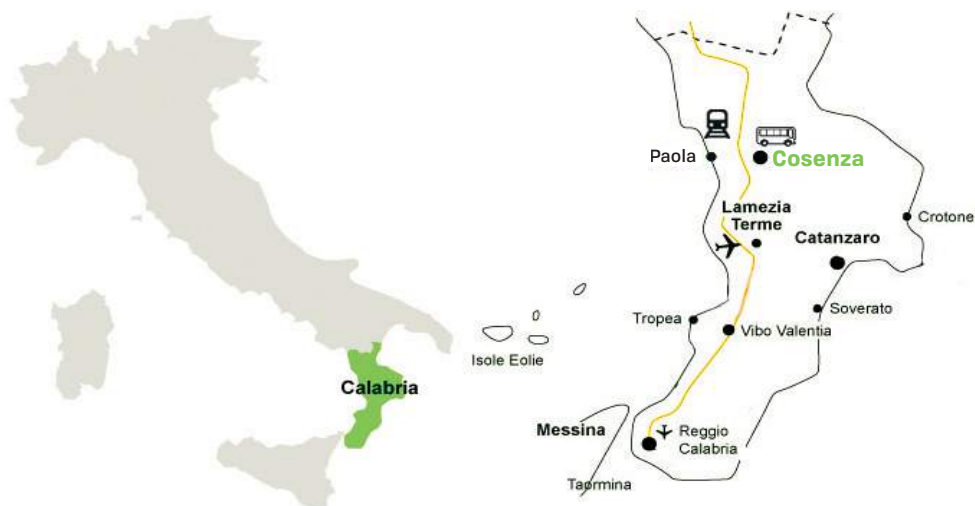 Calabria
Paola
Cosenza
Lamezia
Terme
Crotone
Catanzaro
Soverato
Tropea
Vibo Valentia
Isole Eolie
Messina
Reggio
Calabria
Taormina